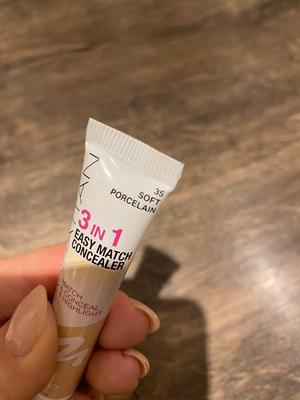 35
SOFT
PORCELAIN
3 IN 1
EASY MATCH
CONCEALER
MATCH
CONCEAL
& HIGHLIGHT